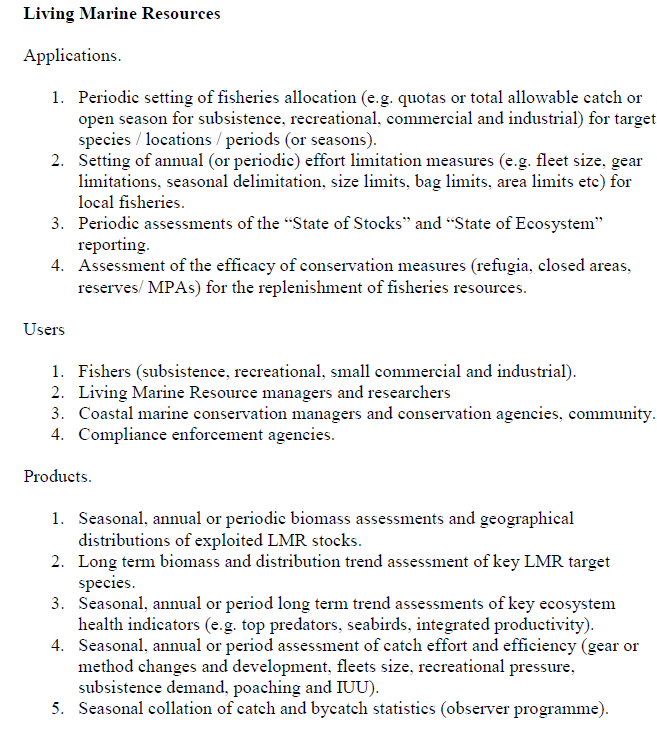 Living Marine Resources
Applications.
1. Periodic setting of fisheries allocation (e.g. quotas or total allowable catch or
open season for subsistence, recreational, commercial and industrial) for target
species / locations / periods (or seasons).
2. Setting of annual (or periodic) effort limitation measures (e.g. fleet size, gear
limitations, seasonal delimitation, size limits, bag limits, area limits etc) for
local fisheries.
3. Periodic assessments of the “State of Stocks” and “State of Ecosystem”
reporting.
4. Assessment of the efficacy of conservation measures (refugia, closed areas,
reserves/ MPAs) for the replenishment of fisheries resources.
Users
1. Fishers (subsistence, recreational, small commercial and industrial).
2. Living Marine Resource managers and researchers
3. Coastal marine conservation managers and conservation agencies, community.
4. Compliance enforcement agencies.
Products.
1. Seasonal, annual or periodic biomass assessments and geographical
distributions of exploited LMR stocks.
2. Long term biomass and distribution trend assessment of key LMR target
species.
3. Seasonal, annual or period long term trend assessments of key ecosystem
health indicators (e.g. top predators, seabirds, integrated productivity).
4. Seasonal, annual or period assessment of catch effort and efficiency (gear or
method changes and development, fleets size, recreational pressure,
subsistence demand, poaching and IUU).
5. Seasonal collation of catch and bycatch statistics (observer programme).